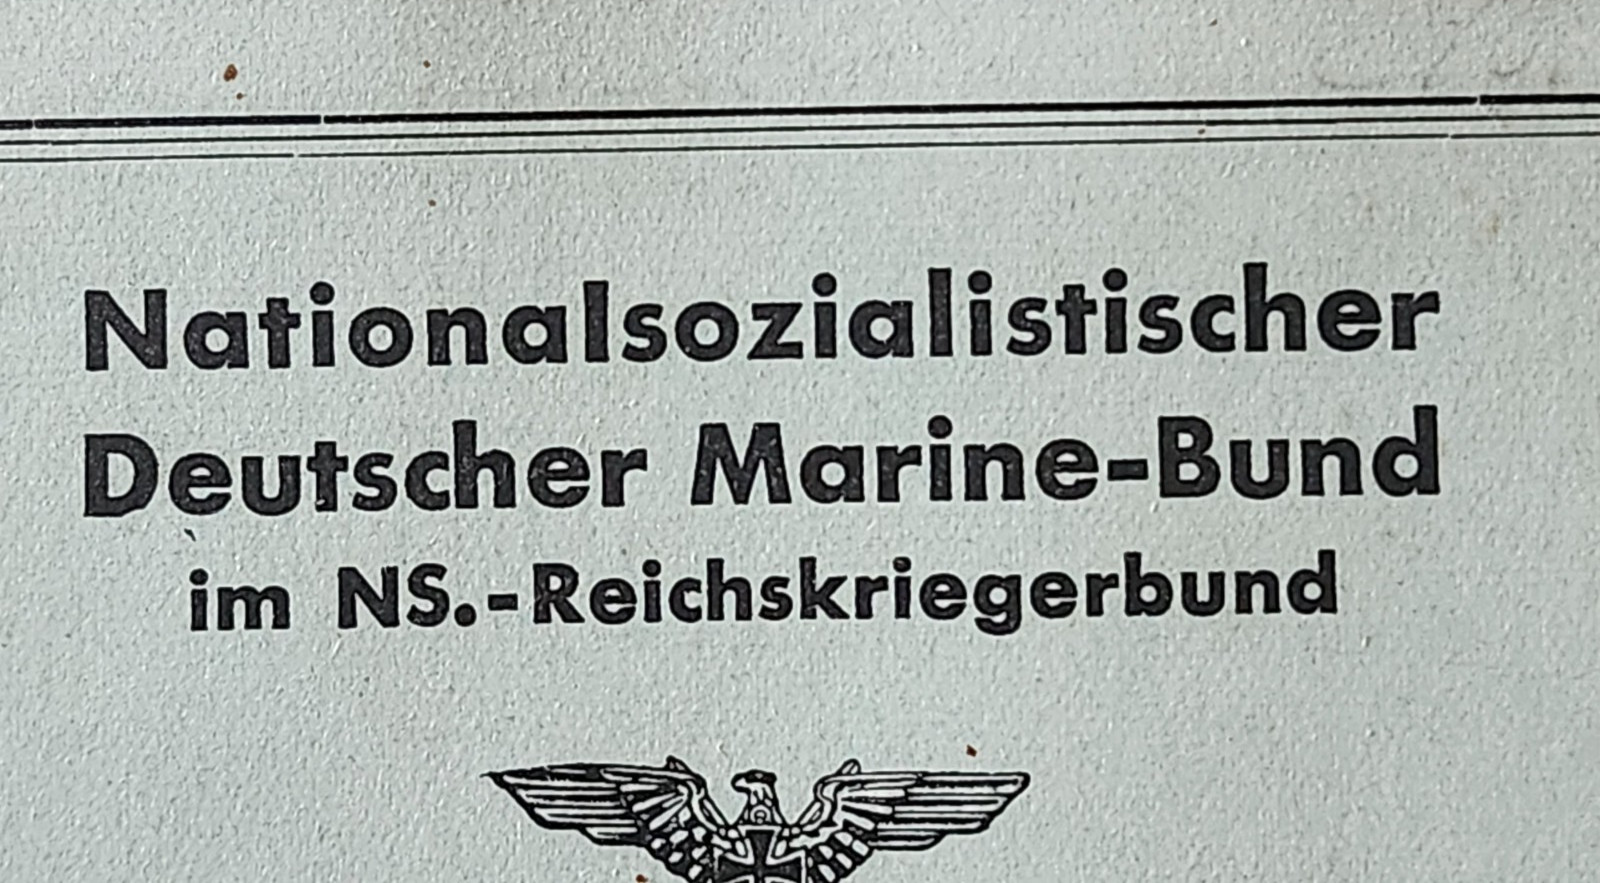 Nationalsozialistischer
Deutscher Marine-Bund
im NS.-Reichskriegerbund